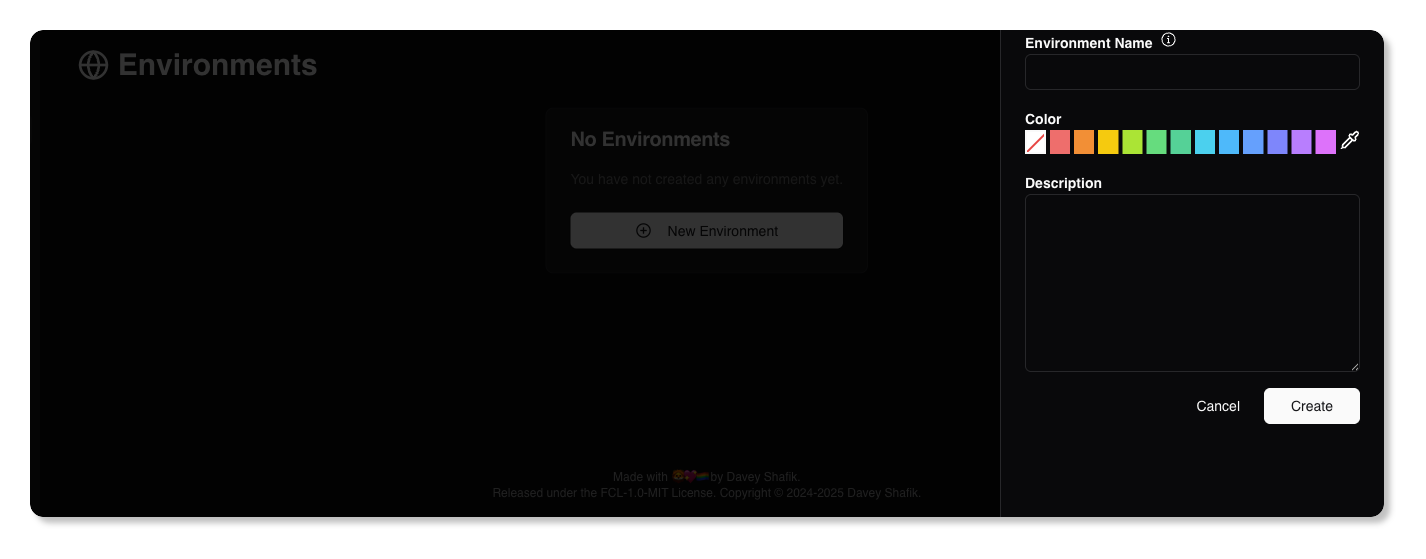 Environments
No Environments
You have not created any environments yet.
New Environment
Made with by Davey Shafik.
Released under the FCL-1.0-MIT License. Copyright © 2024-2025 Davey Shafik.
Environment Name
Color
Description
Cancel
Create